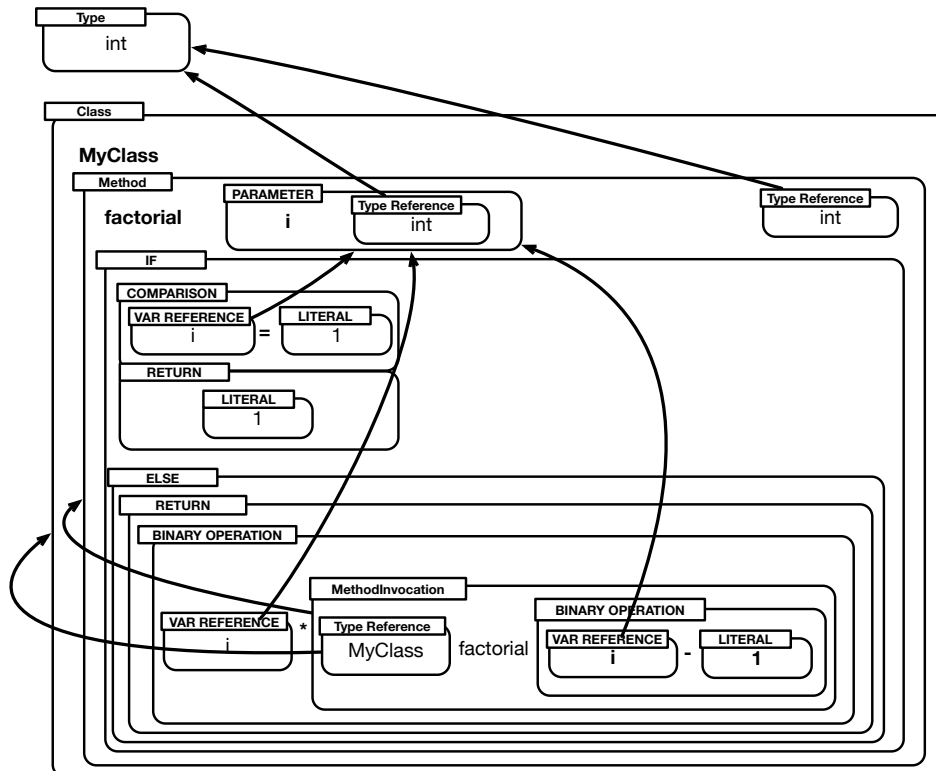 Type
int
Class
MyClass
Method
factorial
PARAMETER
i
Type Reference
int
Type Reference
int
IF
COMPARISON
VAR REFERENCE
i
=
LITERAL
1
RETURN
LITERAL
1
ELSE
RETURN
BINARY OPERATION
VAR REFERENCE
i
*
MethodInvocation
Type Reference
MyClass
factorial
BINARY OPERATION
VAR REFERENCE
i
-
LITERAL
1